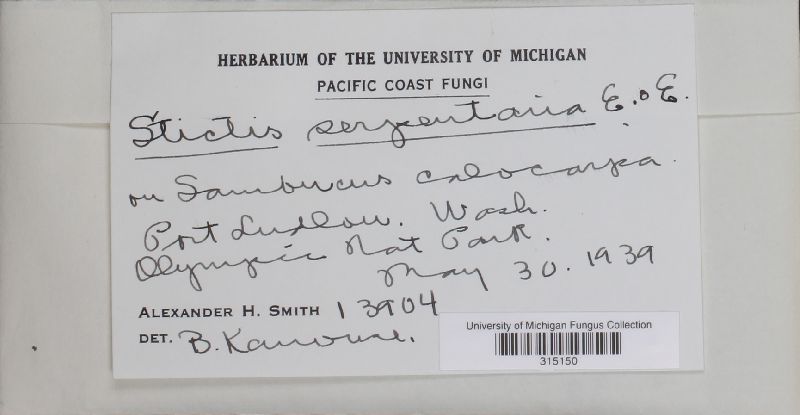 HERBARIUM OF THE UNIVERSITY OF MICHIGAN
PACIFIC COAST FUNGI
Stictis serpentaria E. & E.
on Sambucus calocarpa.
Port Ludlow. Wash.
Olympic Nat Park.
May 30. 1939
ALEXANDER H. SMITH 13904
DET. B. Kanouse.
University of Michigan Fungus Collection
315150